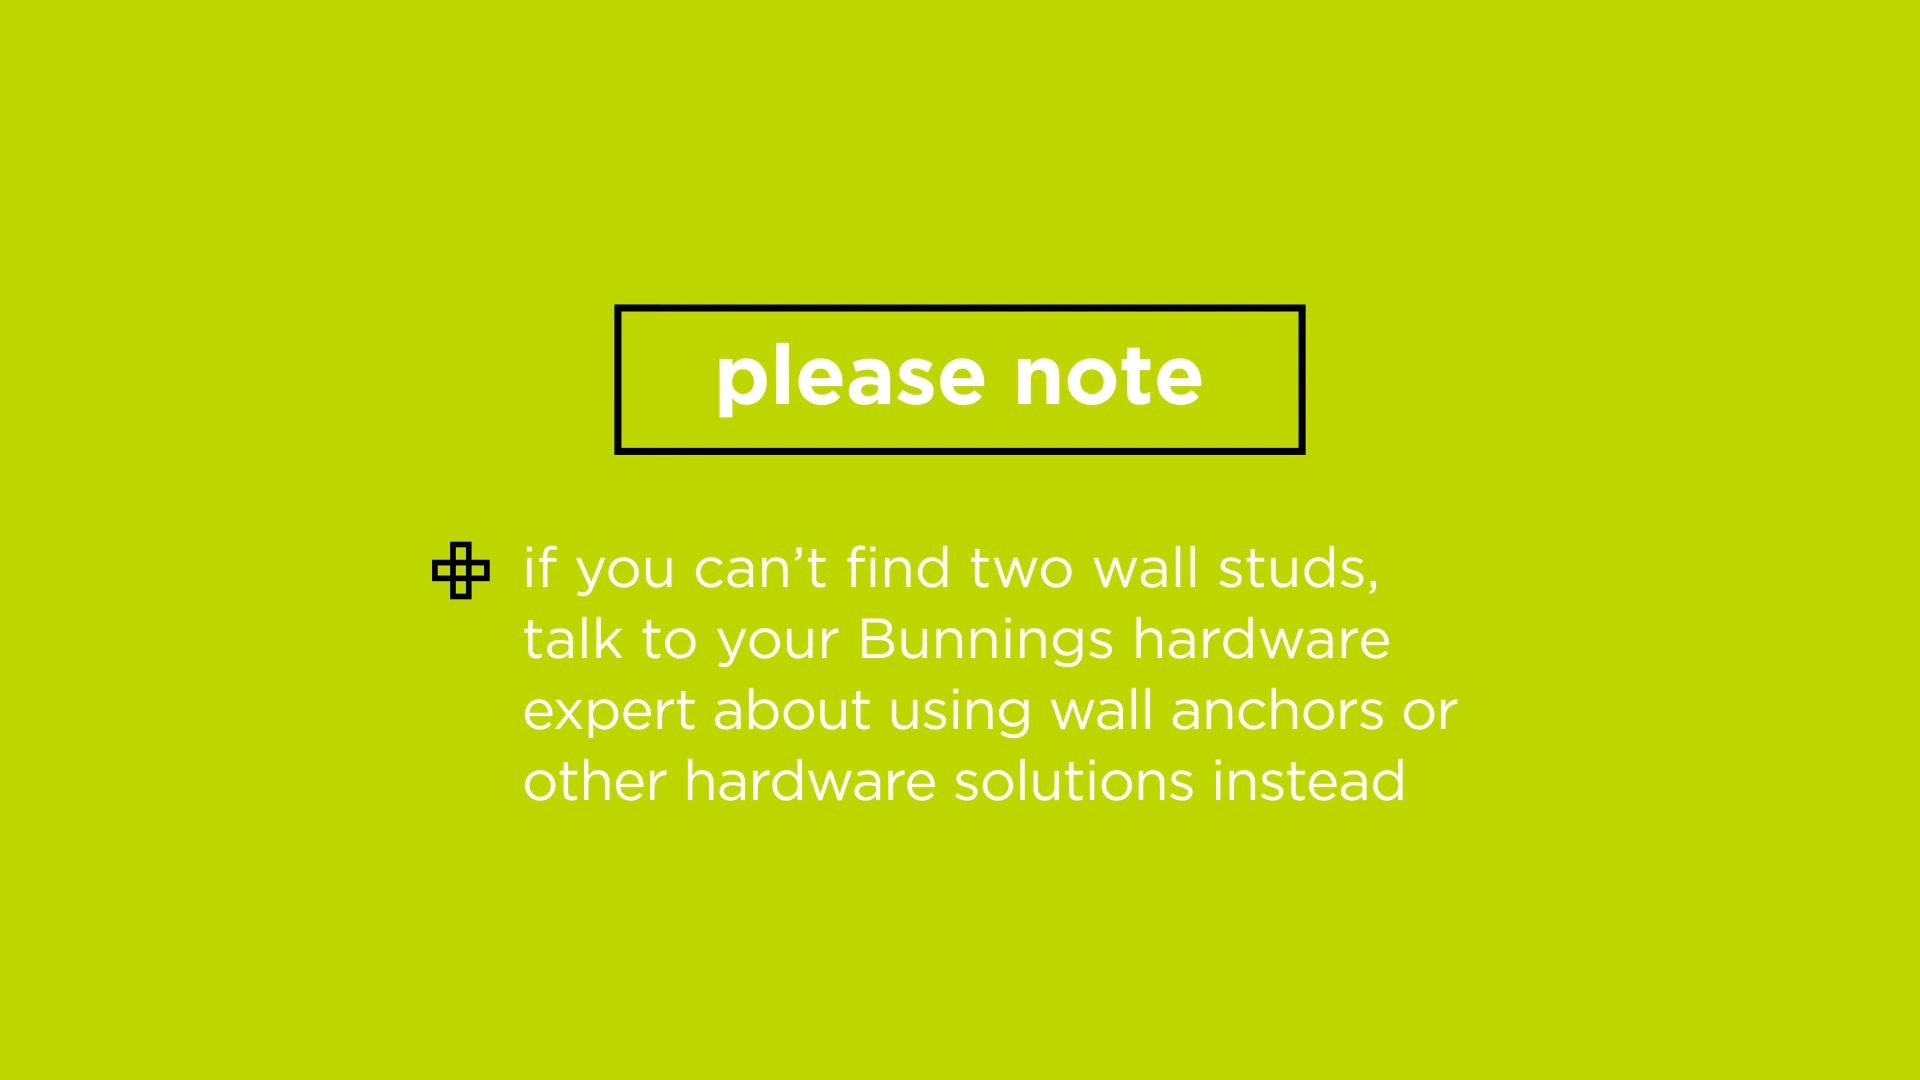 please note
if you can’t find two wall studs,
talk to your Bunnings hardware
expert about using wall anchors or
other hardware solutions instead